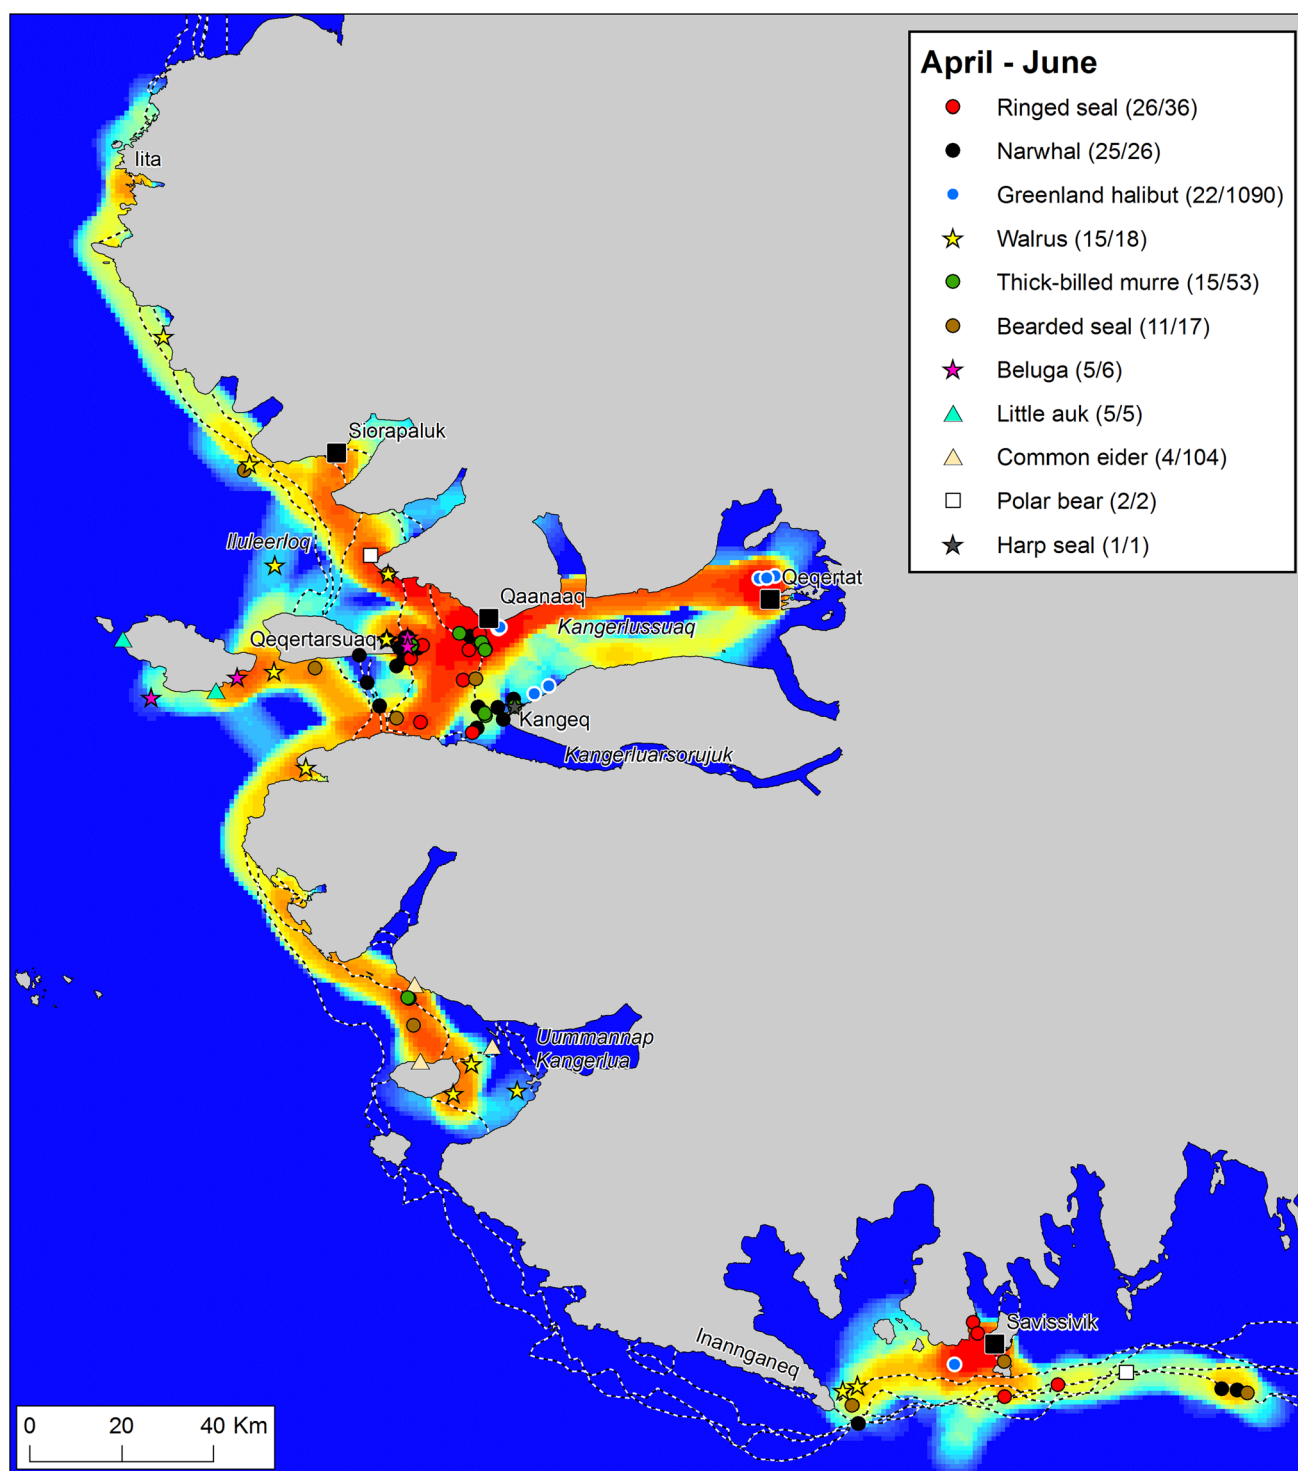 April - June
Ringed seal (26/36)
Narwhal (25/26)
Greenland halibut (22/1090)
Walrus (15/18)
Thick-billed murre (15/53)
Bearded seal (11/17)
Beluga (5/6)
Little auk (5/5)
Common eider (4/104)
Polar bear (2/2)
Harp seal (1/1)
Iita
Siorapaluk
Iluleerloq
Qeqertat
Qaanaaq
Kangerlussuaq
Qeqertarsuaq
Kangeq
Kangerluarsorujuk
Uummannap
Kangerlua
Savissivik
Inannganeq
0 20 40 Km